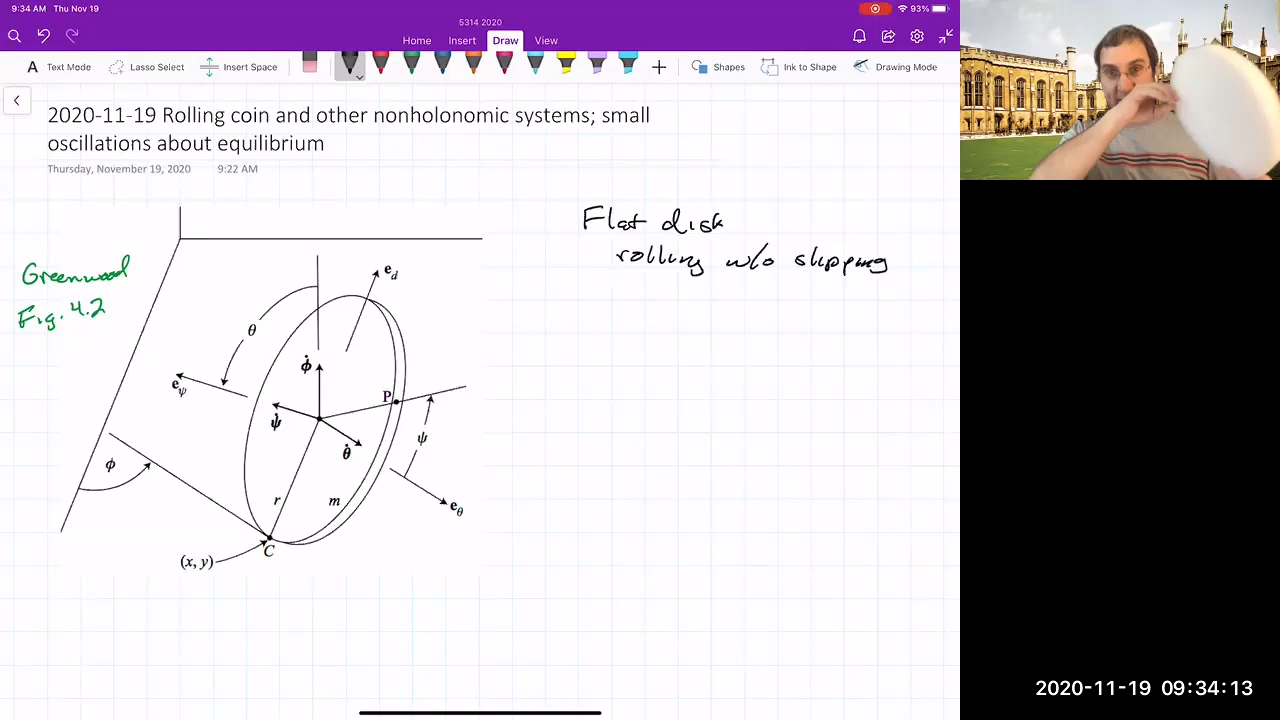 9:34 AM Thu Nov 19
93%
5314 2020
Home Insert Draw View
A Text Mode Lasso Select Insert Space Shapes Ink to Shape Drawing Mode
2020-11-19 Rolling coin and other nonholonomic systems; small
oscillations about equilibrium
Thursday, November 19, 2020 9:22 AM
Flat disk
rolling w/o slipping
Greenwood
Fig. 4.2
e_d
θ
φ̇
e_ψ
P
ψ̇
θ̇
ψ
φ
r
m
e_θ
C
(x, y)
2020-11-19 09:34:13